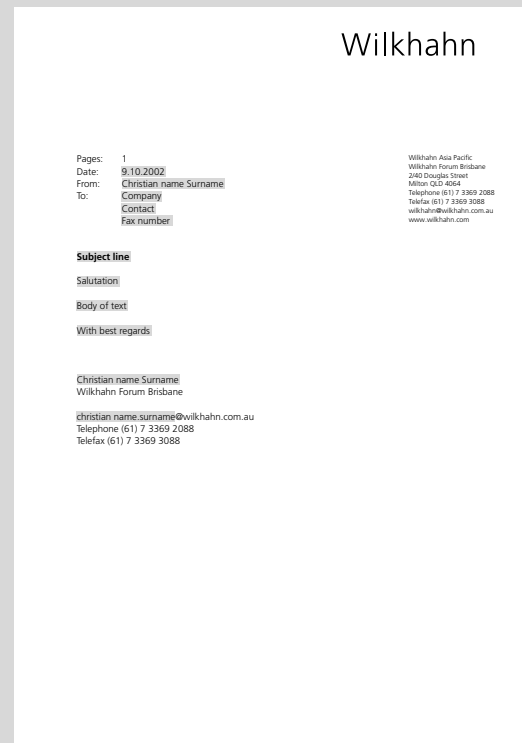 Wilkhahn
Pages: 1
Date: 9.10.2002
From: Christian name Surname
To: Company
Contact
Fax number
Wilkhahn Asia Pacific
Wilkhahn Forum Brisbane
2/40 Douglas Street
Milton QLD 4064
Telephone (61) 7 3369 2088
Telefax (61) 7 3369 3088
wilkhahn@wilkhahn.com.au
www.wilkhahn.com
Subject line
Salutation
Body of text
With best regards
Christian name Surname
Wilkhahn Forum Brisbane
christian name.surname@wilkhahn.com.au
Telephone (61) 7 3369 2088
Telefax (61) 7 3369 3088